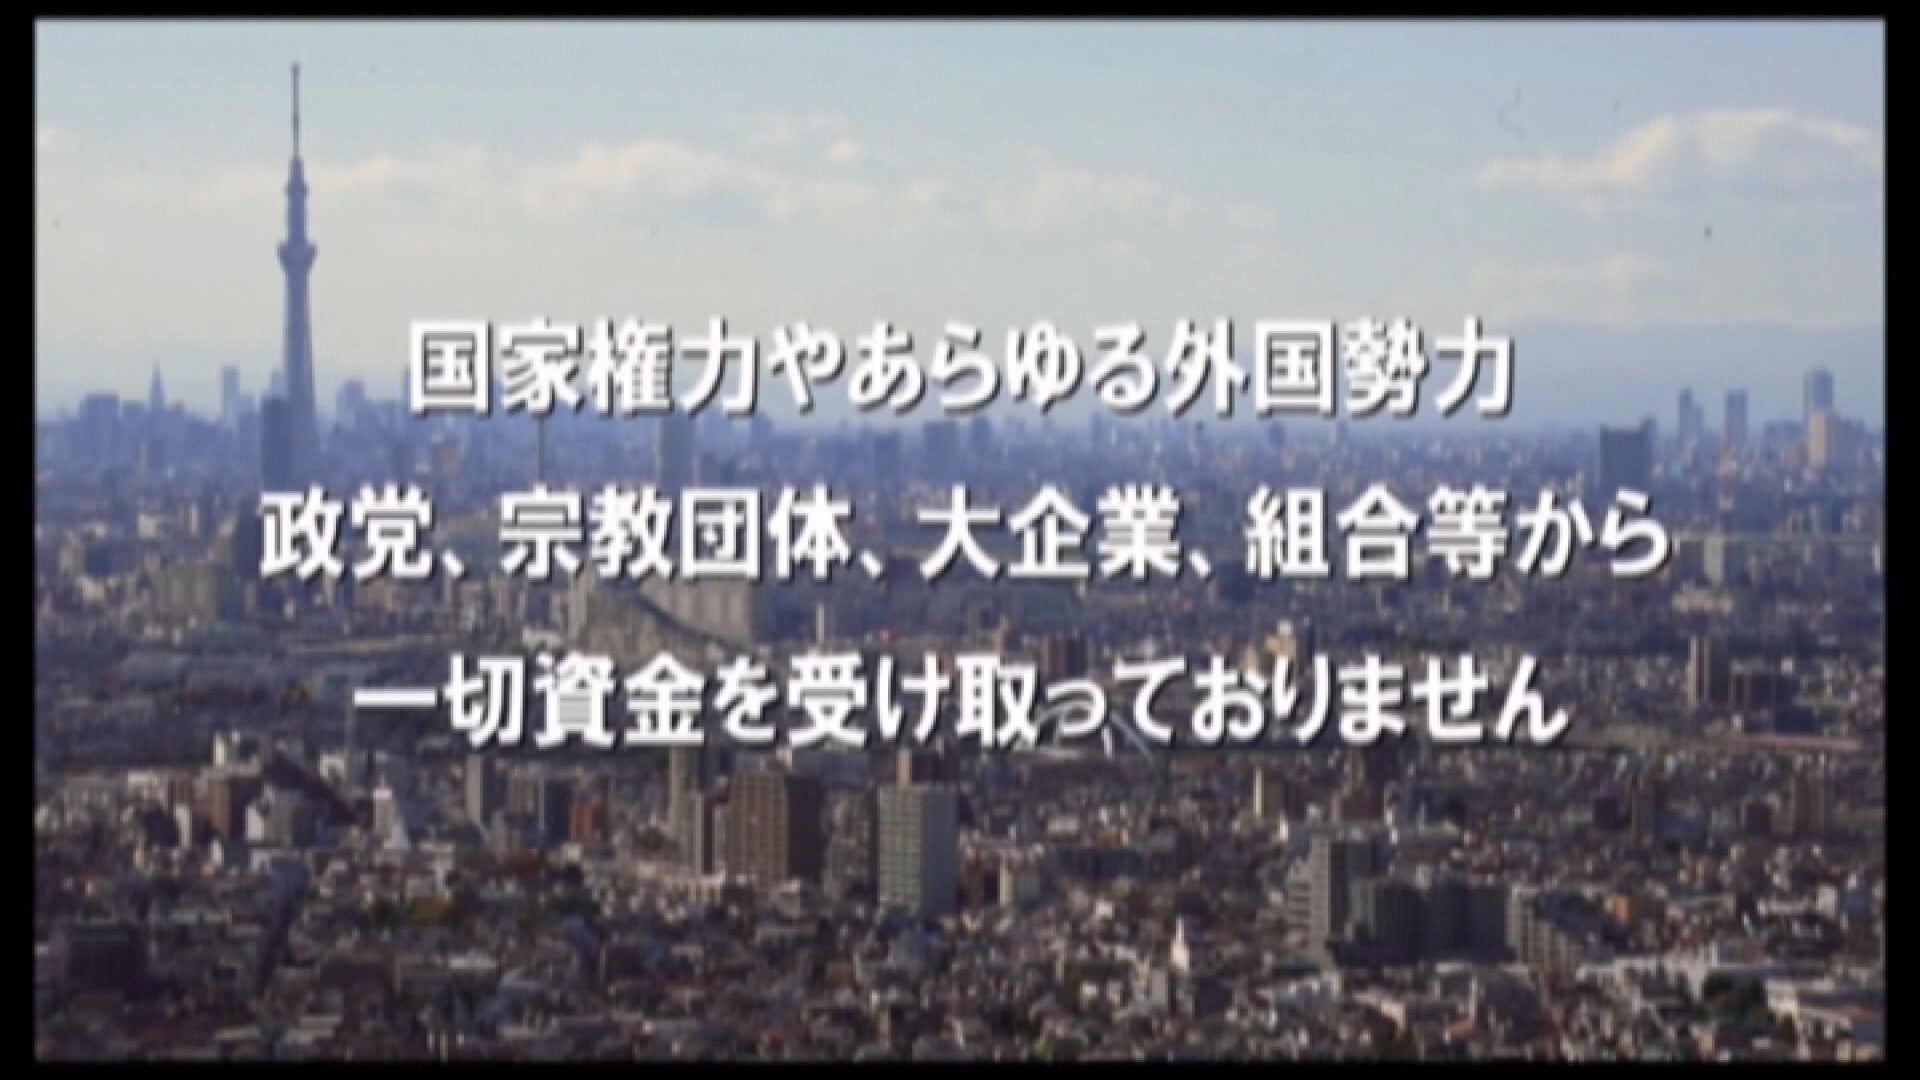 国家権力やあらゆる外国勢力
政党、宗教団体、大企業、組合等から
一切資金を受け取っておりません